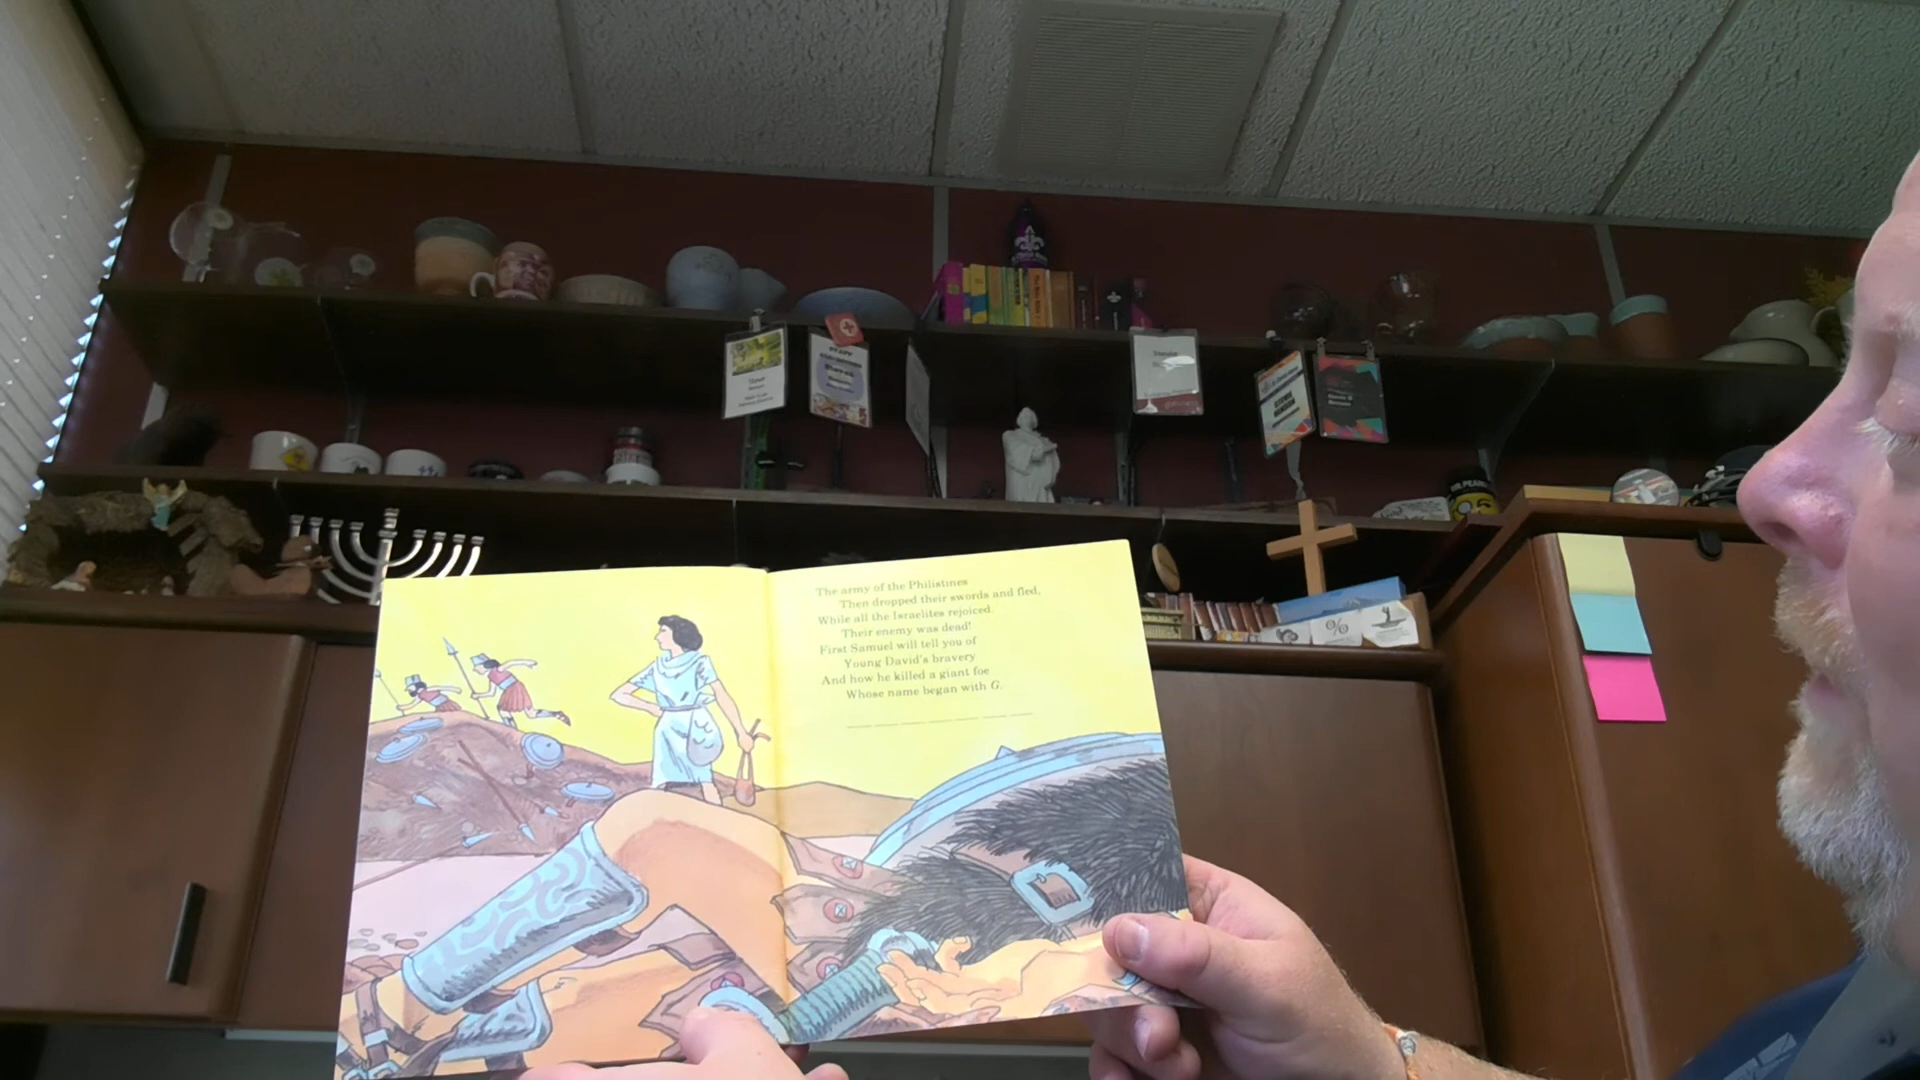 The army of the Philistines
Then dropped their swords and fled,
While all the Israelites rejoiced.
Their enemy was dead!
First Samuel will tell you of
Young David's bravery
And how he killed a giant foe
Whose name began with G.